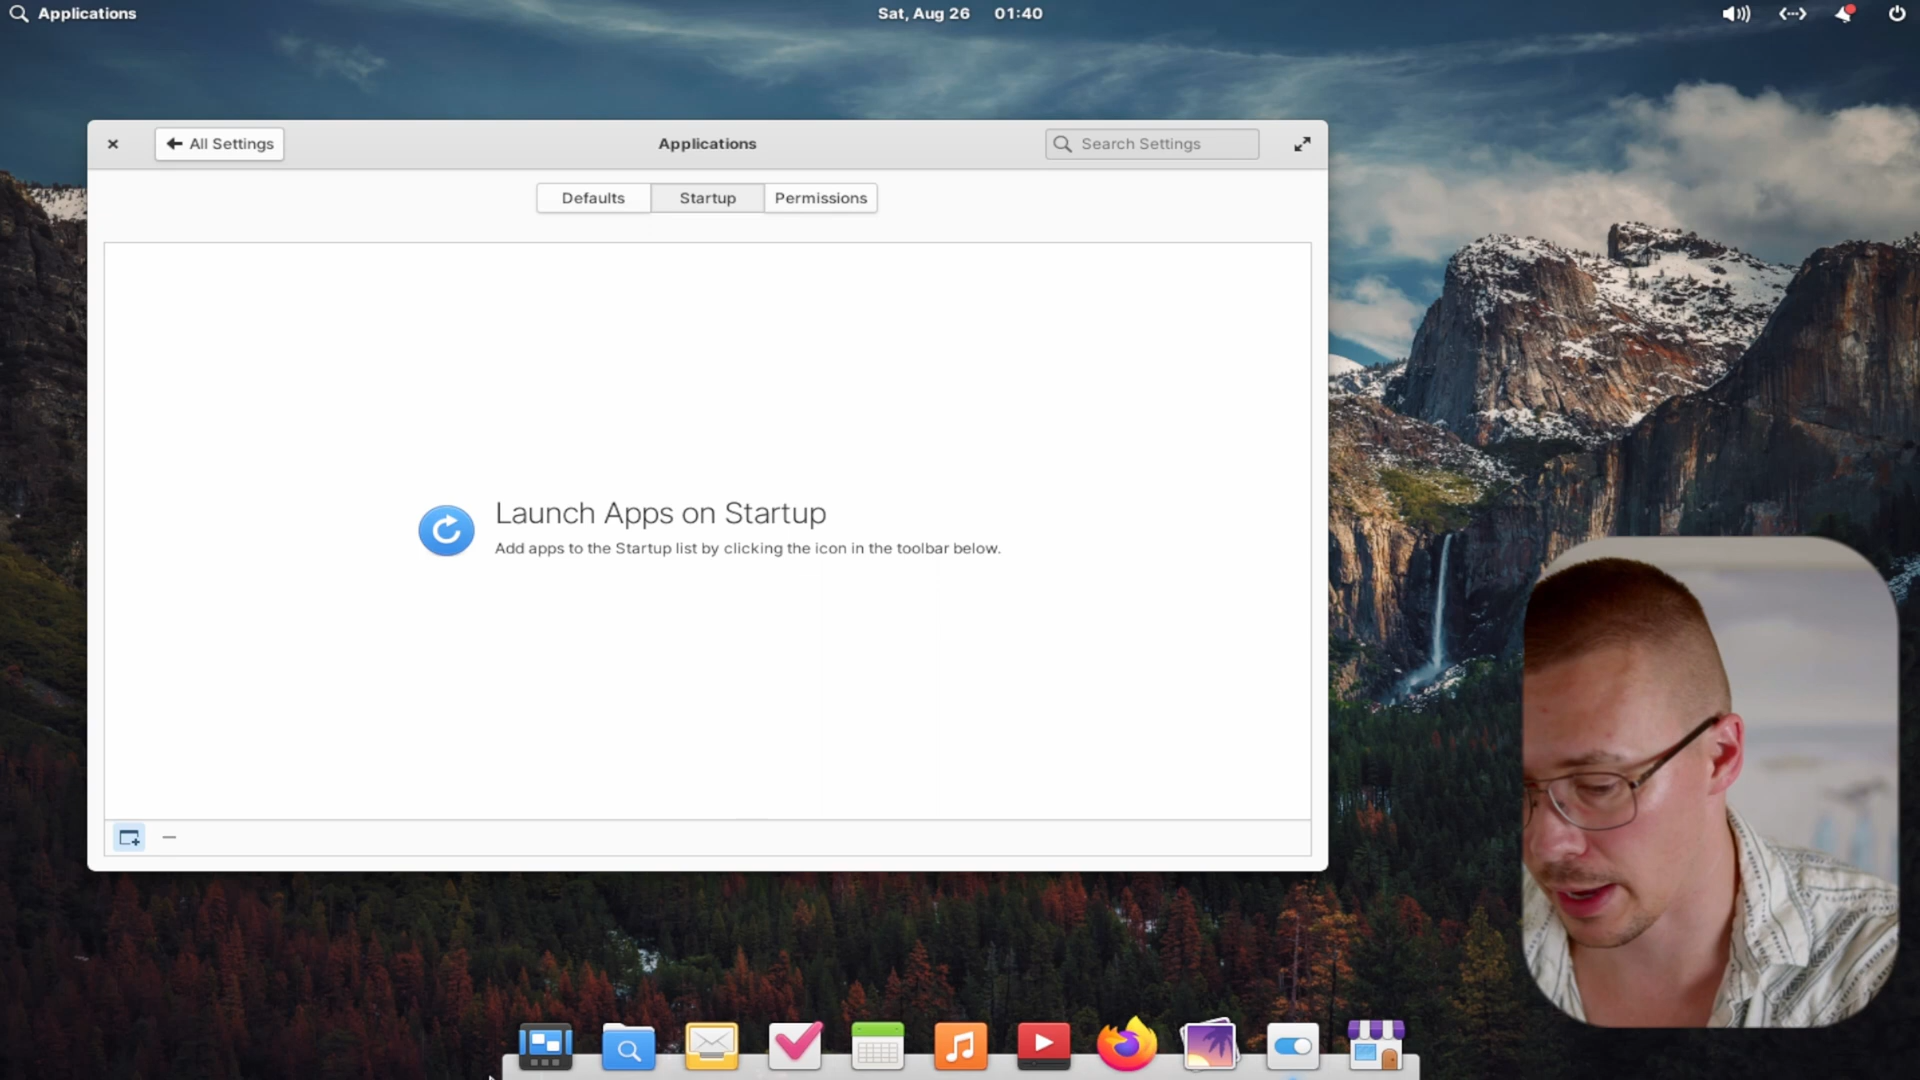 Applications
Sat, Aug 26 01:40
All Settings
Applications
Search Settings
Defaults
Startup
Permissions
Launch Apps on Startup
Add apps to the Startup list by clicking the icon in the toolbar below.